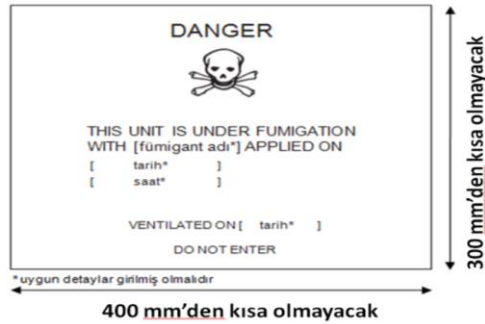 DANGER
THIS UNIT IS UNDER FUMIGATION
WITH [fümigant adı*] APPLIED ON
[ tarih* ]
[ saat* ]
VENTILATED ON [ tarih* ]
DO NOT ENTER
*uygun detaylar girilmiş olmalıdır
400 mm’den kısa olmayacak
300 mm’den kısa olmayacak